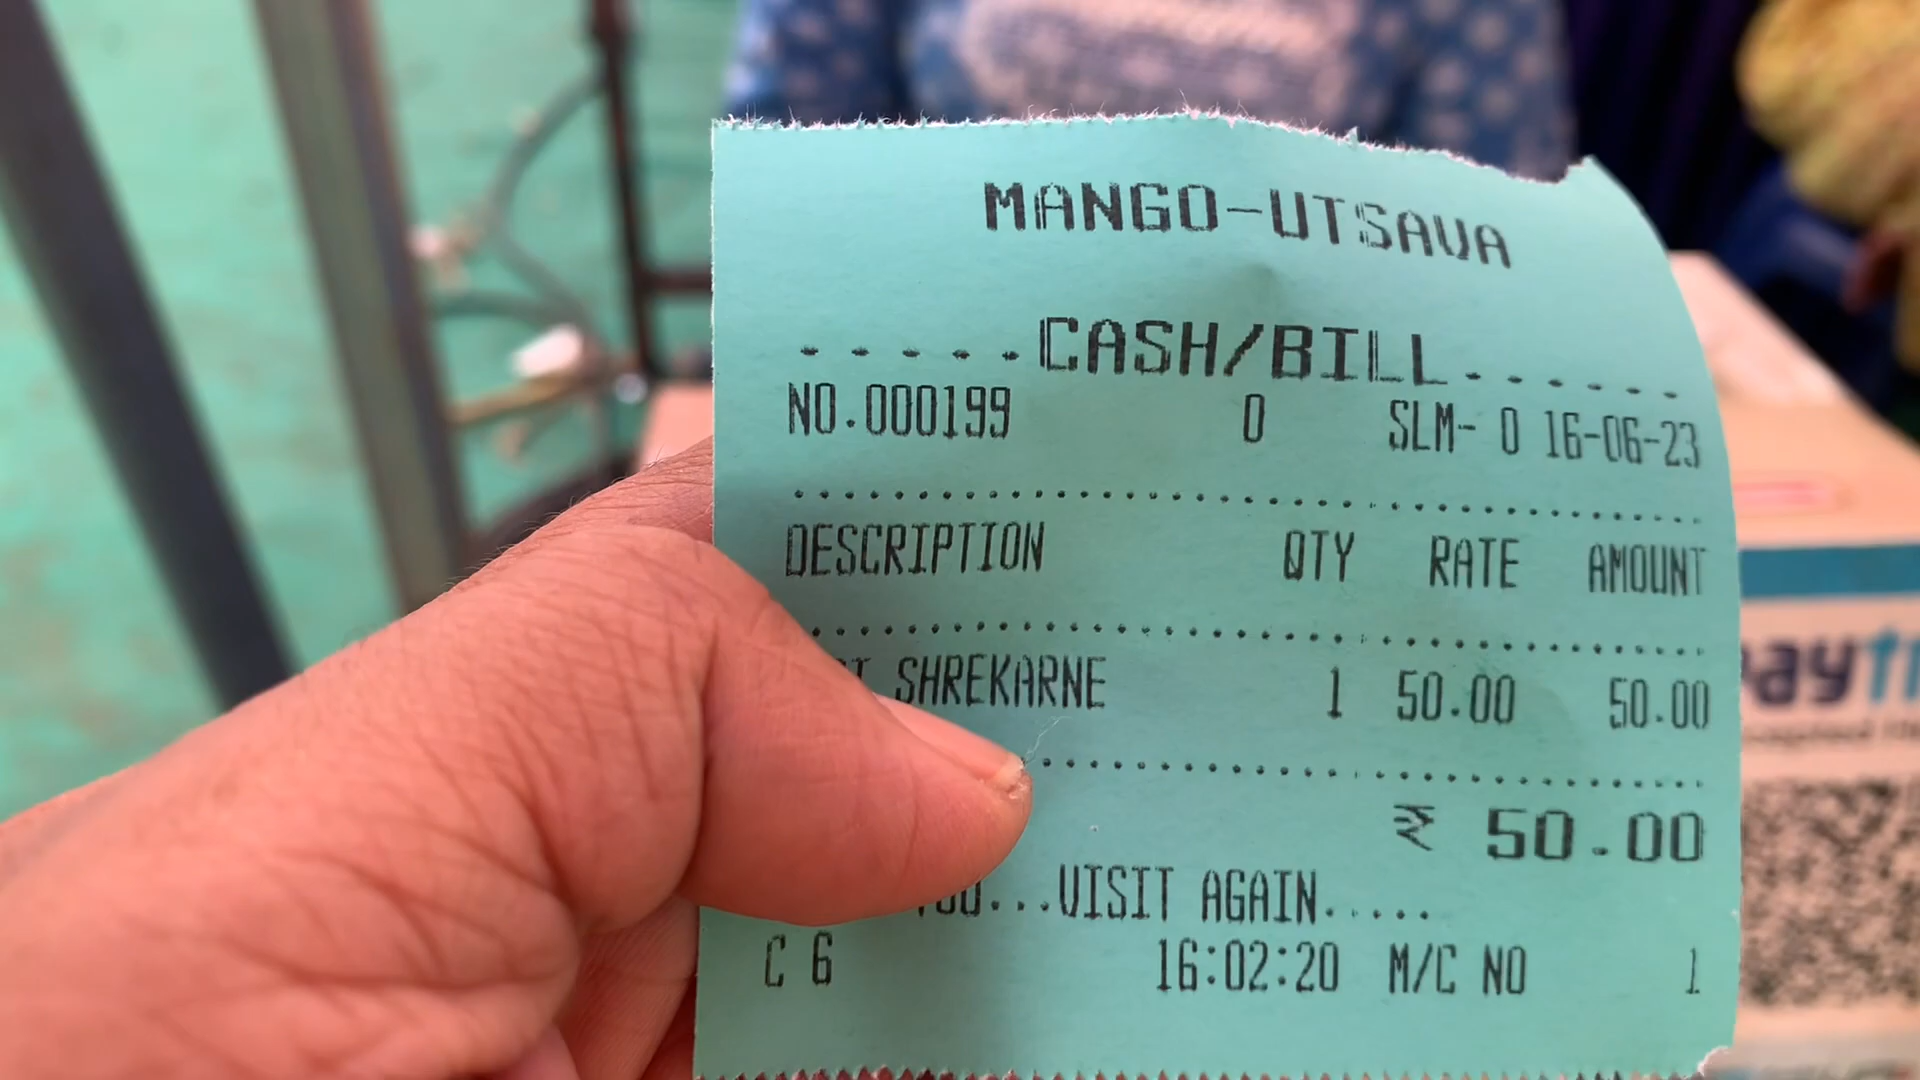 MANGO-UTSAVA
.....CASH/BILL......
NO.000199 0 SLM- 0 16-06-23
DESCRIPTION QTY RATE AMOUNT
SHREKARNE 1 50.00 50.00
₹ 50.00
YOU...VISIT AGAIN.....
C 6 16:02:20 M/C NO 1